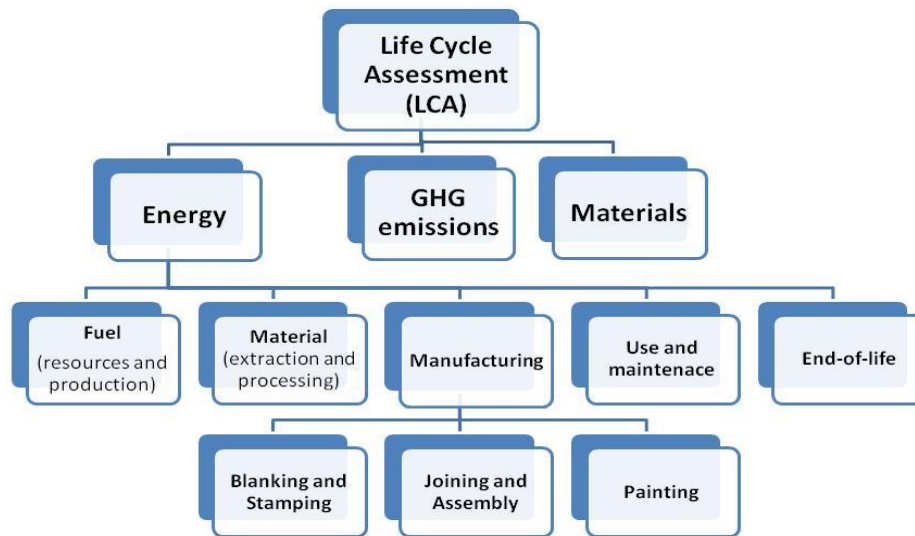 Life Cycle
Assessment
(LCA)
Energy
GHG
emissions
Materials
Fuel
(resources and
production)
Material
(extraction and
processing)
Manufacturing
Use and
maintenace
End-of-life
Blanking and
Stamping
Joining and
Assembly
Painting